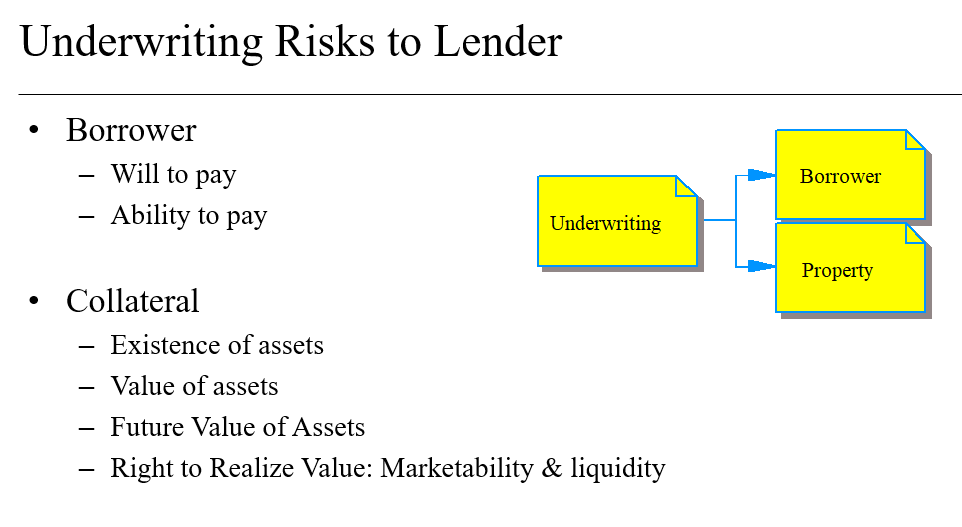 Underwriting Risks to Lender
• Borrower
– Will to pay
– Ability to pay
• Collateral
– Existence of assets
– Value of assets
– Future Value of Assets
– Right to Realize Value: Marketability & liquidity
Underwriting
Borrower
Property